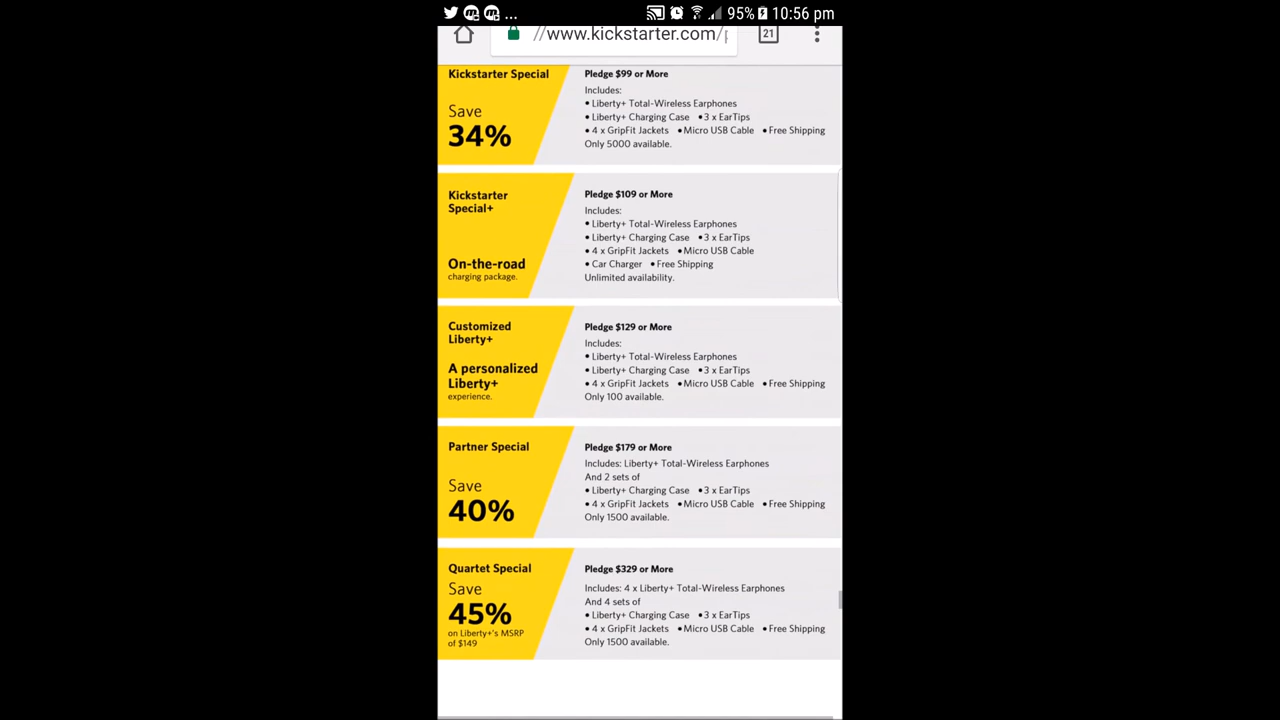 ... 95% 10:56 pm
//www.kickstarter.com/p 21
Kickstarter Special
Save
34%
Pledge $99 or More
Includes:
• Liberty+ Total-Wireless Earphones
• Liberty+ Charging Case • 3 x EarTips
• 4 x GripFit Jackets • Micro USB Cable • Free Shipping
Only 5000 available.
Kickstarter
Special+
On-the-road
charging package.
Pledge $109 or More
Includes:
• Liberty+ Total-Wireless Earphones
• Liberty+ Charging Case • 3 x EarTips
• 4 x GripFit Jackets • Micro USB Cable
• Car Charger • Free Shipping
Unlimited availability.
Customized
Liberty+
A personalized
Liberty+
experience.
Pledge $129 or More
Includes:
• Liberty+ Total-Wireless Earphones
• Liberty+ Charging Case • 3 x EarTips
• 4 x GripFit Jackets • Micro USB Cable • Free Shipping
Only 100 available.
Partner Special
Save
40%
Pledge $179 or More
Includes: Liberty+ Total-Wireless Earphones
And 2 sets of
• Liberty+ Charging Case • 3 x EarTips
• 4 x GripFit Jackets • Micro USB Cable • Free Shipping
Only 1500 available.
Quartet Special
Save
45%
on Liberty+'s MSRP
of $149
Pledge $329 or More
Includes: 4 x Liberty+ Total-Wireless Earphones
And 4 sets of
• Liberty+ Charging Case • 3 x EarTips
• 4 x GripFit Jackets • Micro USB Cable • Free Shipping
Only 1500 available.